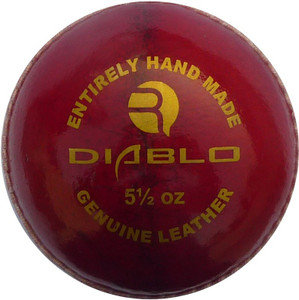 ENTIRELY HAND MADE
R
DIABLO
5½ oz
GENUINE LEATHER